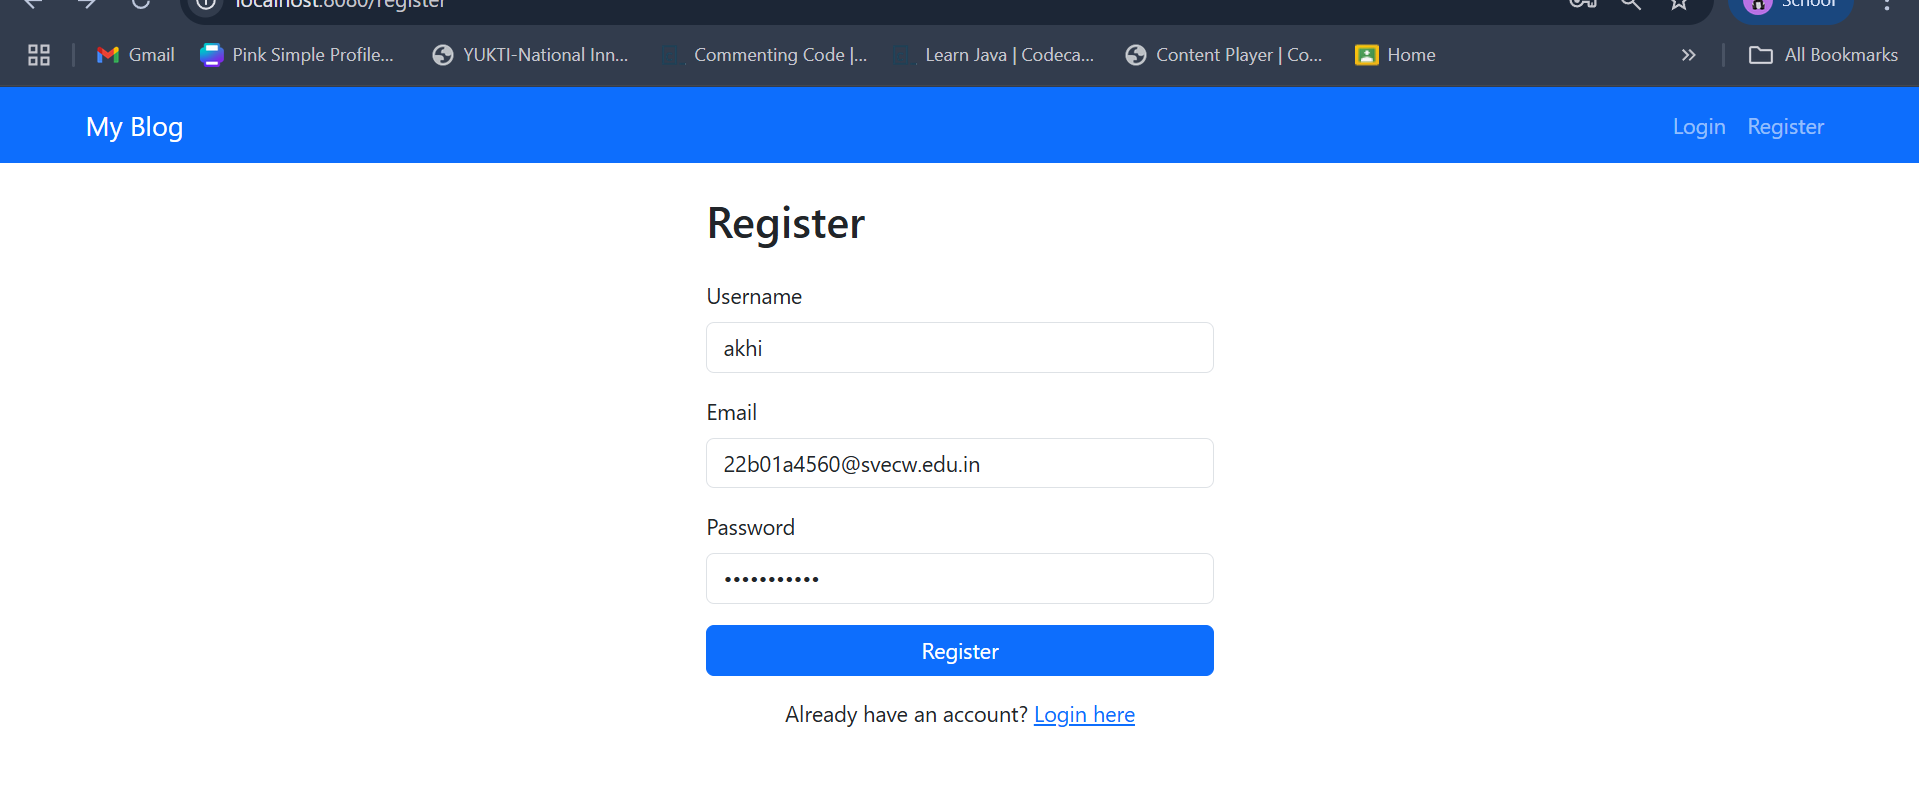 localhost:8080/register
School
Gmail
Pink Simple Profile...
YUKTI-National Inn...
Commenting Code |...
Learn Java | Codeca...
Content Player | Co...
Home
»
All Bookmarks
My Blog
Login
Register
Register
Username
akhi
Email
22b01a4560@svecw.edu.in
Password
•••••••••••
Register
Already have an account? Login here